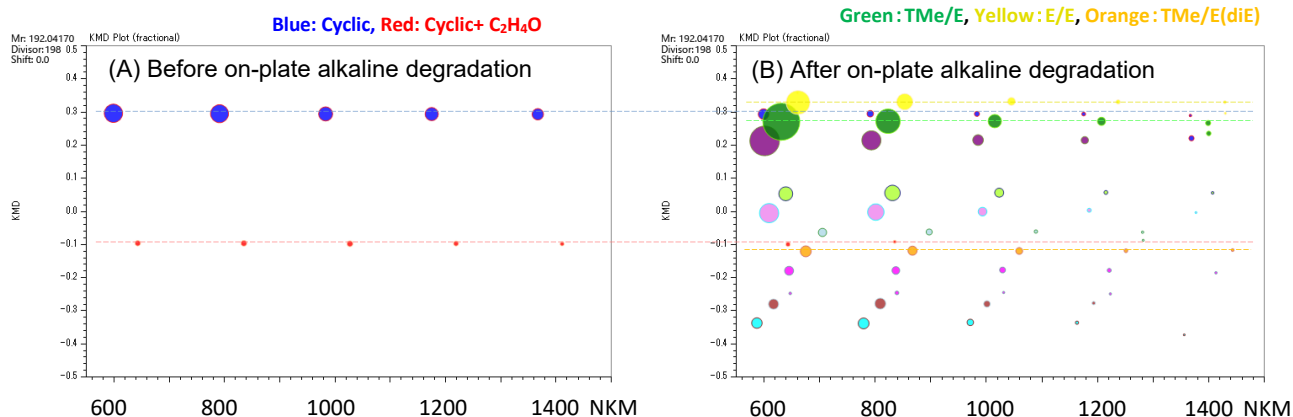 Blue: Cyclic, Red: Cyclic+ C₂H₄O
Mr: 192.04170
Divisor:198
Shift: 0.0
KMD Plot (fractional)
(A) Before on-plate alkaline degradation
0.5
0.4
0.3
0.2
0.1
0.0
−0.1
−0.2
−0.3
−0.4
−0.5
KMD
600 800 1000 1200 1400 NKM
Green:TMe/E, Yellow:E/E, Orange:TMe/E(diE)
Mr: 192.04170
Divisor:198
Shift: 0.0
KMD Plot (fractional)
(B) After on-plate alkaline degradation
0.5
0.4
0.3
0.2
0.1
0.0
−0.1
−0.2
−0.3
−0.4
−0.5
KMD
600 800 1000 1200 1400 NKM